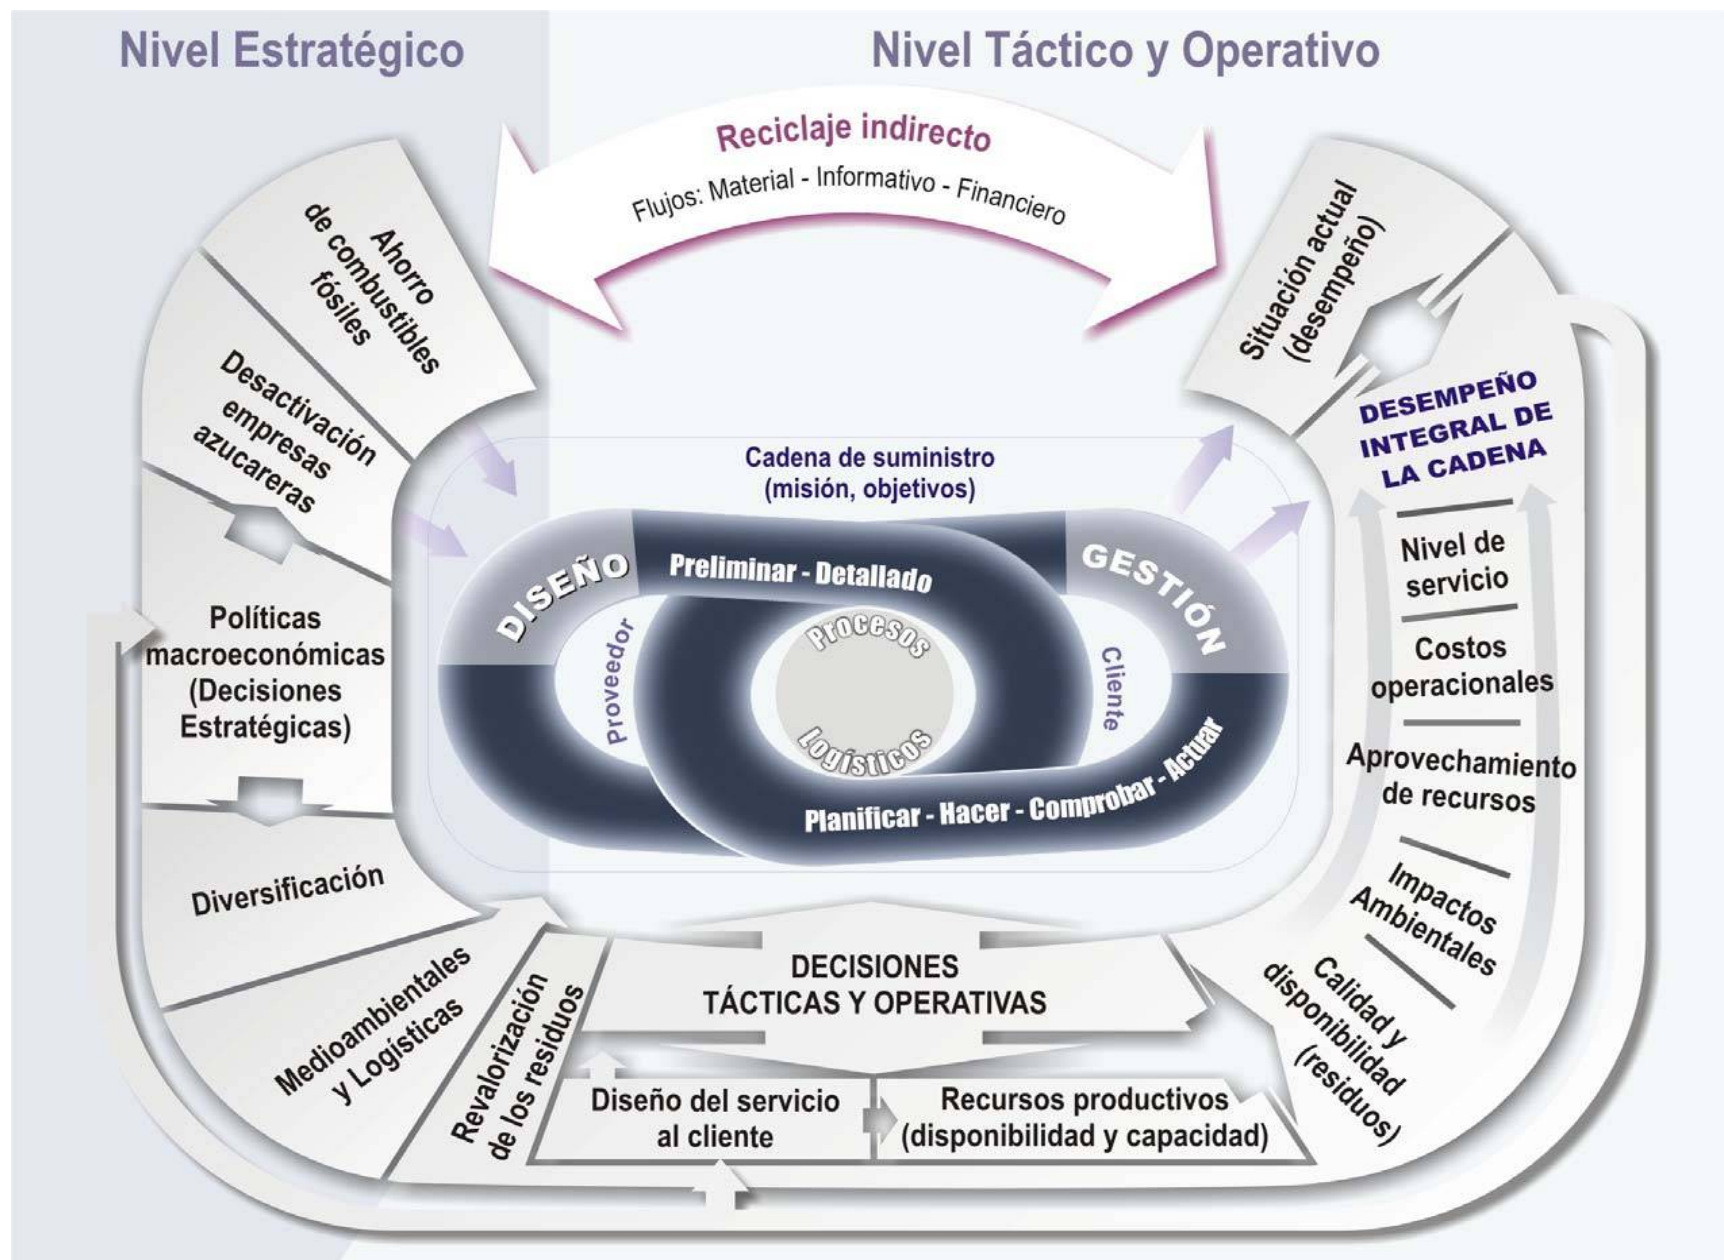 Nivel Estratégico
Nivel Táctico y Operativo
Reciclaje indirecto
Flujos: Material - Informativo - Financiero
Ahorro
de combustibles
fósiles
Desactivación
empresas
azucareras
Políticas
macroeconómicas
(Decisiones
Estratégicas)
Diversificación
Medioambientales
y Logísticas
Revalorización
de los residuos
Cadena de suministro
(misión, objetivos)
DISEÑO
Preliminar - Detallado
GESTIÓN
Proveedor
Procesos
Logísticos
Cliente
Planificar - Hacer - Comprobar - Actuar
DECISIONES
TÁCTICAS Y OPERATIVAS
Diseño del servicio
al cliente
Recursos productivos
(disponibilidad y capacidad)
Situación actual
(desempeño)
DESEMPEÑO
INTEGRAL DE
LA CADENA
Nivel de
servicio
Costos
operacionales
Aprovechamiento
de recursos
Impactos
Ambientales
Calidad y
disponibilidad
(residuos)